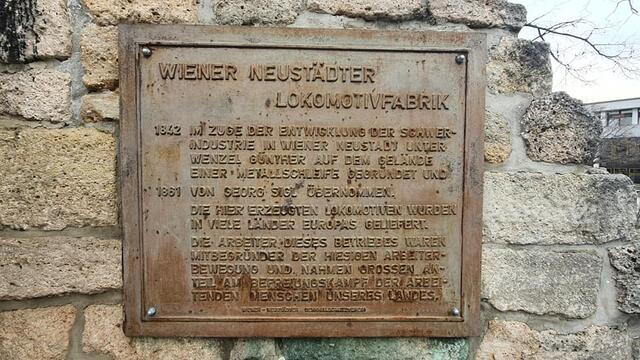 WIENER NEUSTÄDTER
LOKOMOTIVFABRIK
1842 IM ZUGE DER ENTWICKLUNG DER SCHWER-
INDUSTRIE IN WIENER NEUSTADT UNTER
WENZEL GÜNTHER AUF DEM GELÄNDE
EINER METALLSCHLEIFE GEGRÜNDET UND
1861 VON GEORG SIGL ÜBERNOMMEN.
DIE HIER ERZEUGTEN LOKOMOTIVEN WURDEN
IN VIELE LÄNDER EUROPAS GELIEFERT.
DIE ARBEITER DIESES BETRIEBES WAREN
MITBEGRÜNDER DER HIESIGEN ARBEITER-
BEWEGUNG UND NAHMEN GROSSEN AN-
TEIL AM BEFREIUNGSKAMPF DER ARBEI-
TENDEN MENSCHEN UNSERES LANDES.
WIENER - NEUSTÄDTER